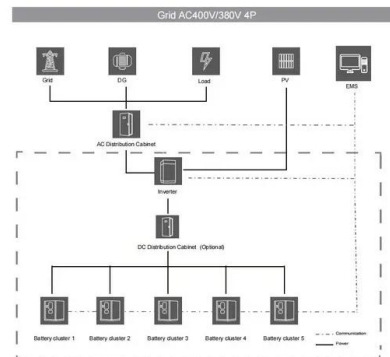 Grid AC400V/380V 4P
Grid
DG
Load
PV
EMS
AC Distribution Cabinet
Inverter
DC Distribution Cabinet (Optional)
Battery cluster 1
Battery cluster 2
Battery cluster 3
Battery cluster 4
Battery cluster 5
Communication
Power